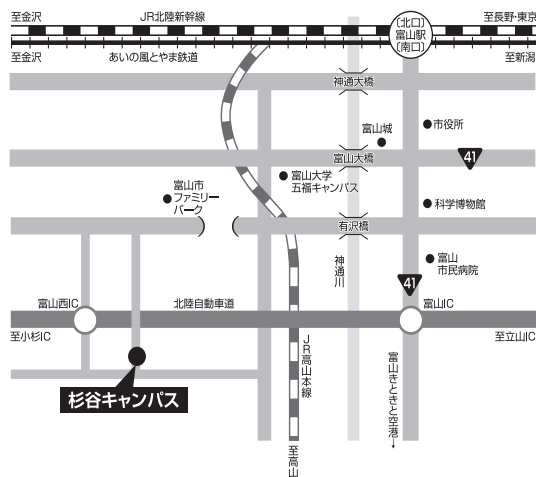 至金沢
JR北陸新幹線
〔北口〕
富山駅
〔南口〕
至長野・東京
至金沢
あいの風とやま鉄道
至新潟
神通大橋
富山城
市役所
富山大橋
41
富山大学
五福キャンパス
富山市
ファミリー
パーク
科学博物館
有沢橋
神通川
富山
市民病院
41
富山西IC
北陸自動車道
富山IC
至小杉IC
至立山IC
JR高山本線
富山きときと空港→
杉谷キャンパス
至高山